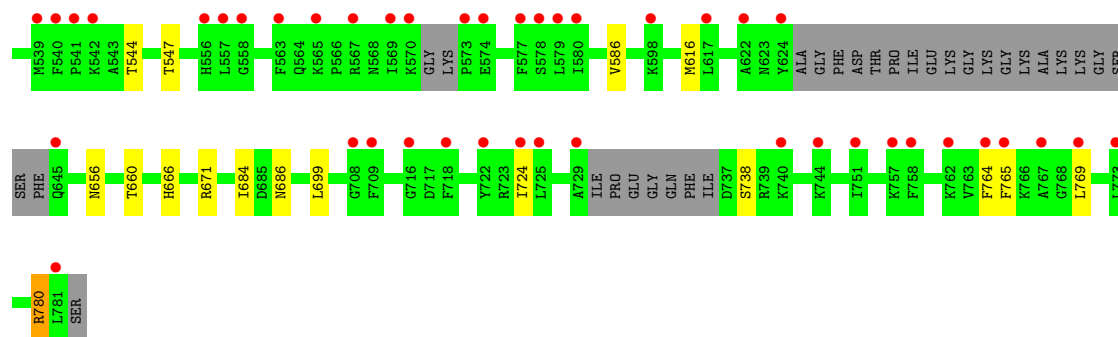 M539 F540 P541 K542 A543 T544 T547 H556 L557 G558 F563 Q564 K565 P566 R567 N568 I569 K570 GLY LYS P573 E574 F577 S578 L579 I580 V586 K598 M616 L617 A622 N623 Y624 ALA GLY PHE ASP THR PRO ILE GLU LYS GLY LYS GLY LYS ALA LYS LYS GLY SER
SER PHE Q645 N656 T660 H666 R671 I684 D685 N686 L699 G708 F709 G716 D717 F718 Y722 R723 I724 L725 A729 ILE PRO GLU GLY GLN PHE ILE D737 S738 R739 K740 K744 I751 K757 F758 K762 V763 F764 F765 K766 A767 G768 L769
R780 L781 SER